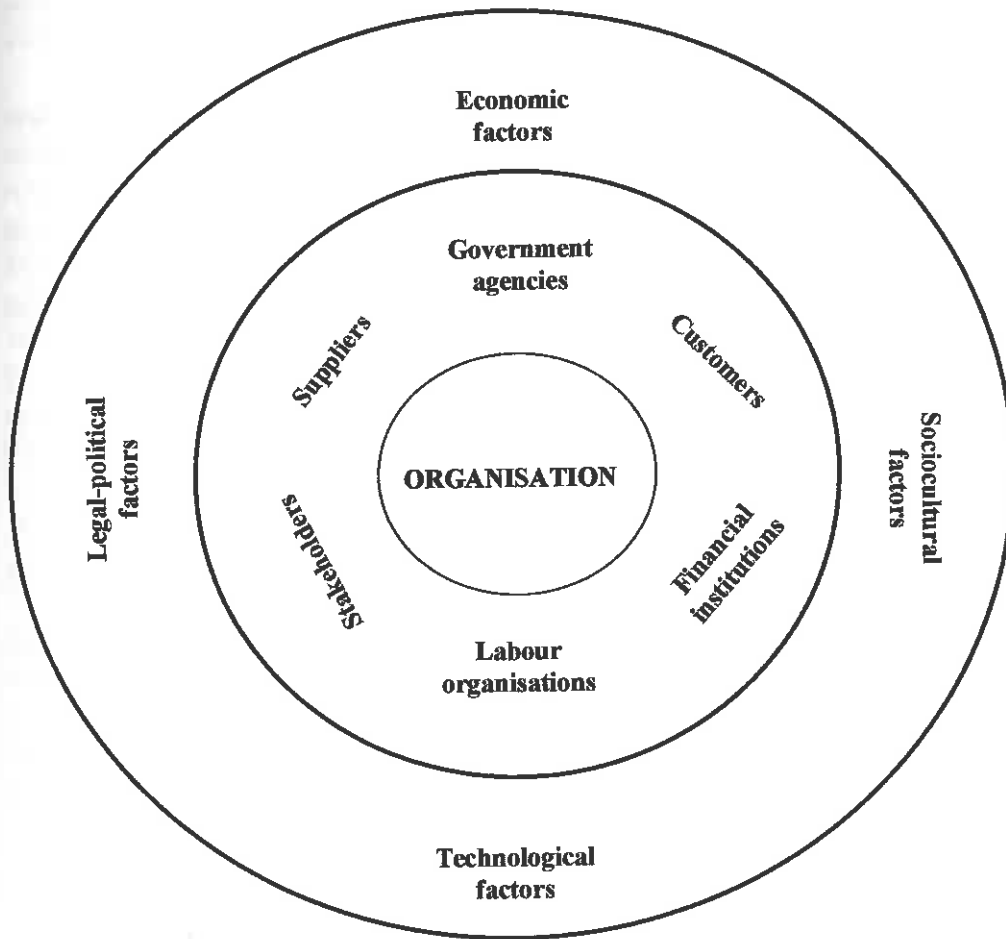 Economic
factors
Government
agencies
Suppliers
Customers
Legal-political
factors
ORGANISATION
Sociocultural
factors
Stakeholders
Financial
institutions
Labour
organisations
Technological
factors